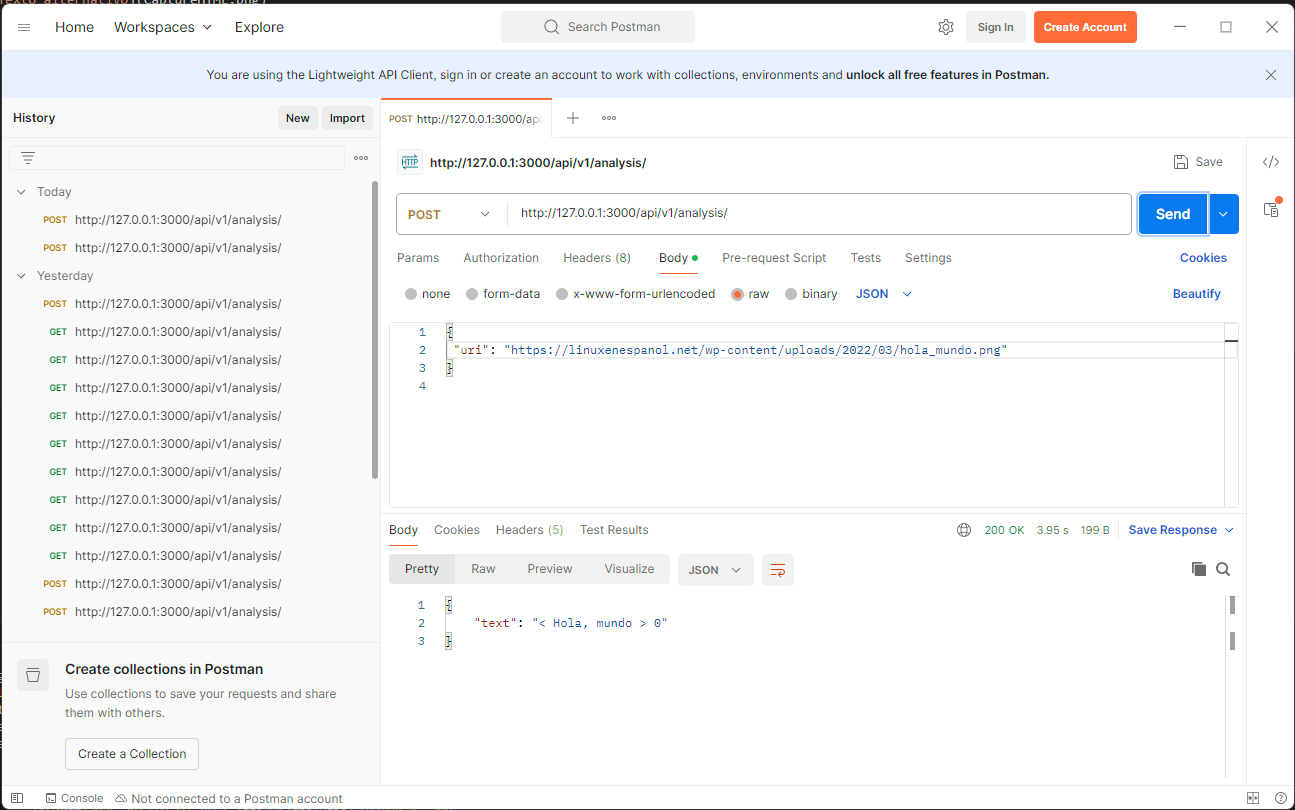 Home
Workspaces
Explore
Search Postman
Sign In
Create Account
You are using the Lightweight API Client, sign in or create an account to work with collections, environments and unlock all free features in Postman.
History
New
Import
POST http://127.0.0.1:3000/api
Today
POST http://127.0.0.1:3000/api/v1/analysis/
POST http://127.0.0.1:3000/api/v1/analysis/
Yesterday
POST http://127.0.0.1:3000/api/v1/analysis/
GET http://127.0.0.1:3000/api/v1/analysis/
GET http://127.0.0.1:3000/api/v1/analysis/
GET http://127.0.0.1:3000/api/v1/analysis/
GET http://127.0.0.1:3000/api/v1/analysis/
GET http://127.0.0.1:3000/api/v1/analysis/
GET http://127.0.0.1:3000/api/v1/analysis/
GET http://127.0.0.1:3000/api/v1/analysis/
GET http://127.0.0.1:3000/api/v1/analysis/
GET http://127.0.0.1:3000/api/v1/analysis/
POST http://127.0.0.1:3000/api/v1/analysis/
POST http://127.0.0.1:3000/api/v1/analysis/
Create collections in Postman
Use collections to save your requests and share
them with others.
Create a Collection
HTTP http://127.0.0.1:3000/api/v1/analysis/
Save
POST
http://127.0.0.1:3000/api/v1/analysis/
Send
Params
Authorization
Headers (8)
Body
Pre-request Script
Tests
Settings
Cookies
none
form-data
x-www-form-urlencoded
raw
binary
JSON
Beautify
1 {
2 "uri": "https://linuxenespanol.net/wp-content/uploads/2022/03/hola_mundo.png"
3 }
4
Body
Cookies
Headers (5)
Test Results
200 OK
3.95 s
199 B
Save Response
Pretty
Raw
Preview
Visualize
JSON
1 {
2 "text": "< Hola, mundo > 0"
3 }
Console
Not connected to a Postman account